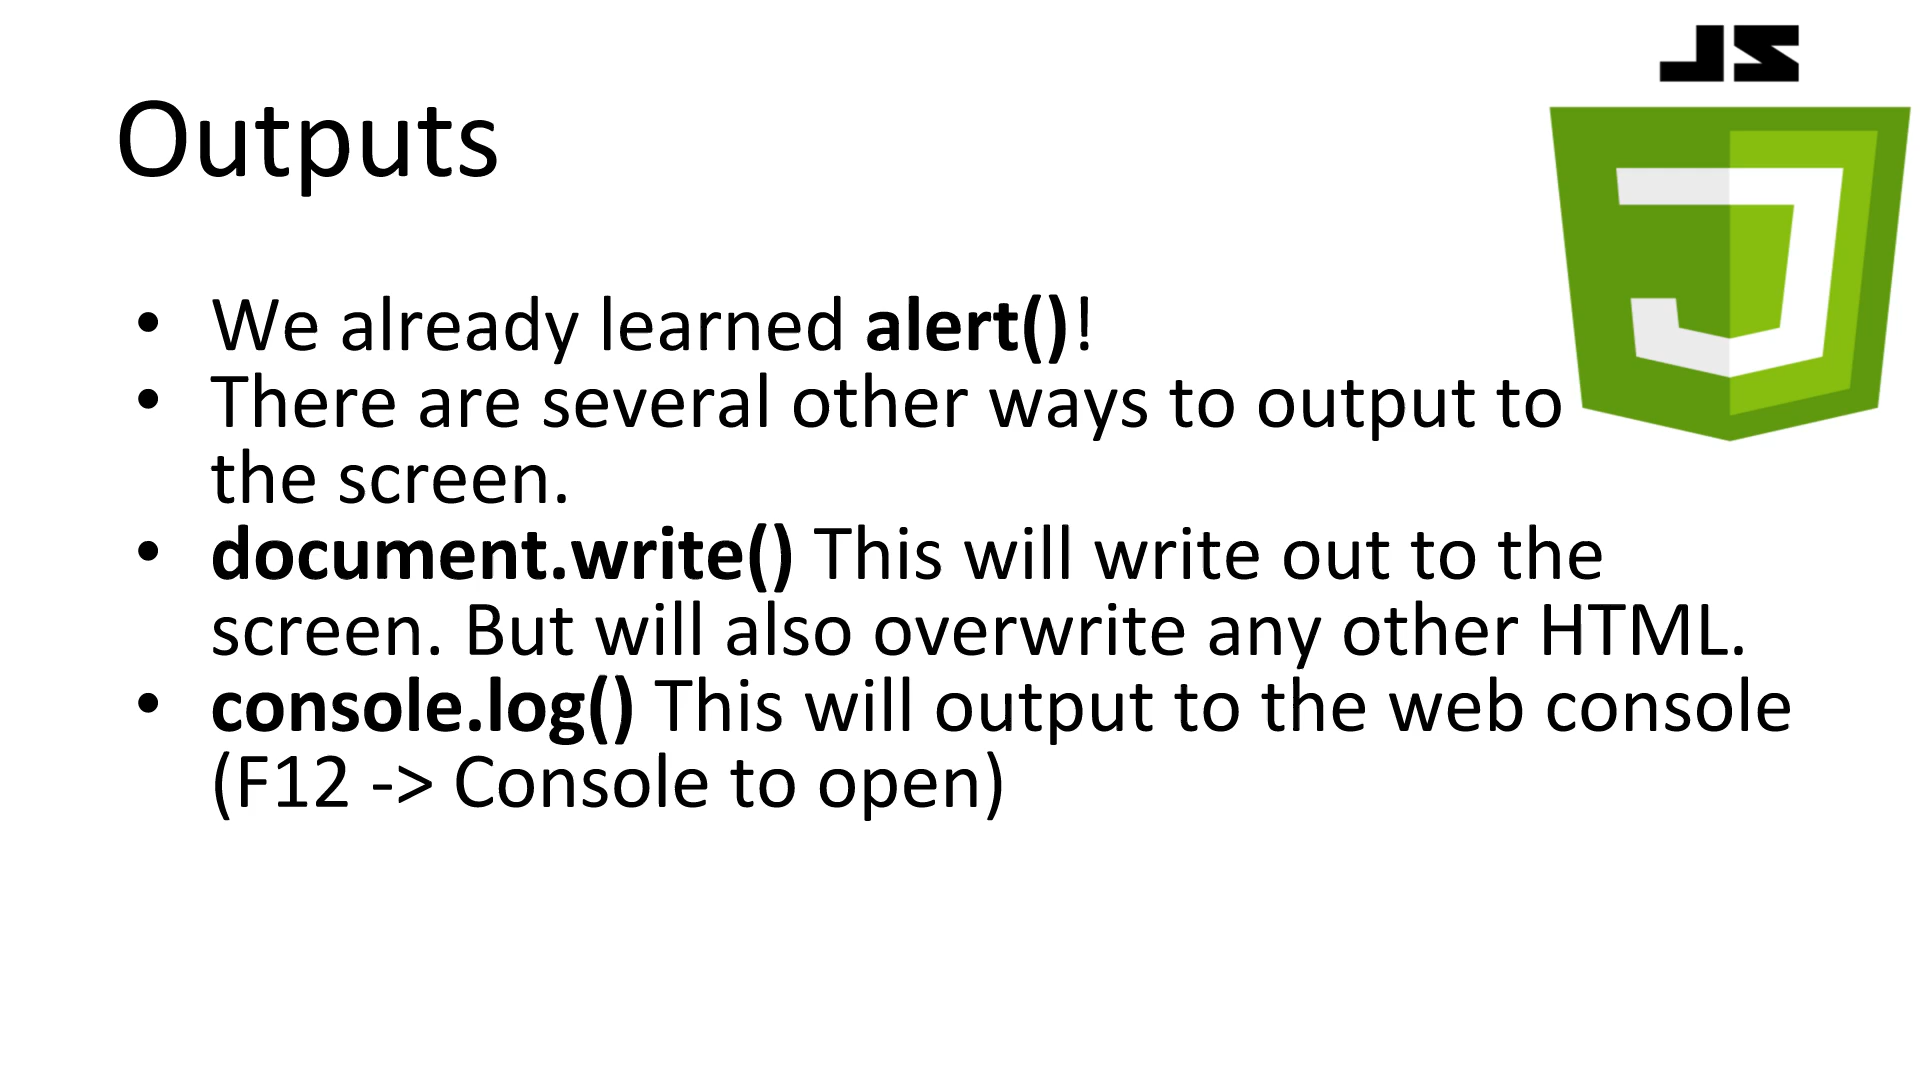 JS
Outputs
• We already learned alert()!
• There are several other ways to output to
the screen.
• document.write() This will write out to the
screen. But will also overwrite any other HTML.
• console.log() This will output to the web console
(F12 -> Console to open)